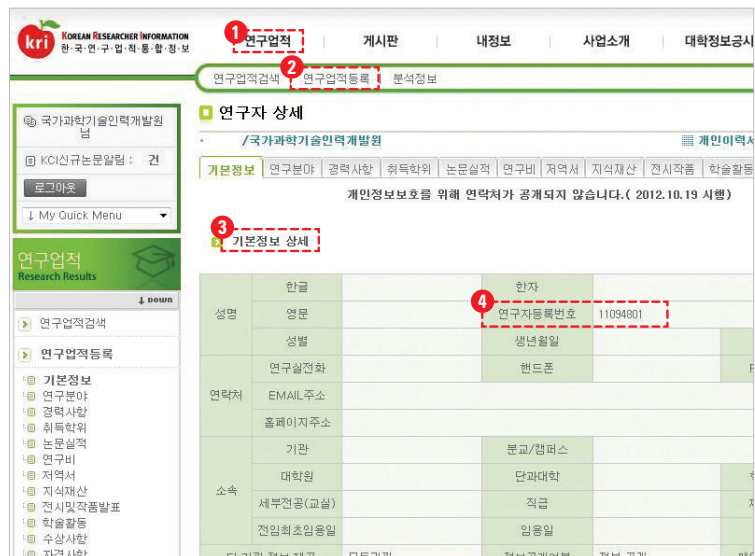 kri KOREAN RESEARCHER INFORMATION
한·국·연·구·업·적·통·합·정·보
1 연구업적 게시판 내정보 사업소개 대학정보공시
연구업적검색 2 연구업적등록 분석정보
국가과학기술인력개발원
님
KCI신규논문알림 : 건
로그아웃
↓ My Quick Menu
연구업적
Research Results
↓ DOWN
연구업적검색
연구업적등록
기본정보
연구분야
경력사항
취득학위
논문실적
연구비
저역서
지식재산
전시및작품발표
학술활동
수상사항
자격사항
연구자 상세
/국가과학기술인력개발원 개인이력서
기본정보 연구분야 경력사항 취득학위 논문실적 연구비 저역서 지식재산 전시작품 학술활동
개인정보보호를 위해 연락처가 공개되지 않습니다.( 2012.10.19 시행)
3 기본정보 상세
한글 한자
성명 영문 4 연구자등록번호 11094801
성별 생년월일
연구실전화 핸드폰 F
연락처 EMAIL주소
홈페이지주소
기관 분교/캠퍼스
대학원 단과대학
소속
세부전공(교실) 직급
전임최초임용일 임용일